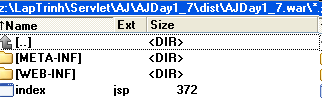 z:\LapTrinh\Servlet\AJ\AJDay1_7\dist\AJDay1_7.war\*
Name Ext Size
[..] <DIR>
[META-INF] <DIR>
[WEB-INF] <DIR>
index jsp 372